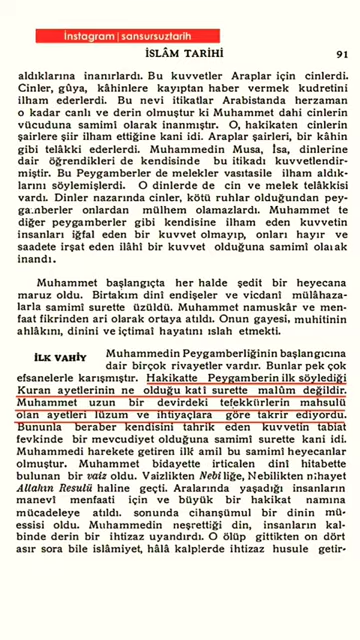 İnstagram|sansursuztarih
İSLÂM TARİHİ 91
aldıklarına inanırlardı. Bu kuvvetler Araplar için cinlerdi.
Cinler, gûya, kâhinlere kayıptan haber vermek kudretini
ilham ederlerdi. Bu nevi itikatlar Arabistanda herzaman
o kadar canlı ve derin olmuştur ki Muhammet dahi cinlerin
vücuduna samimî olarak inanmıştır. O, hakikaten cinlerin
şairlere şiir ilham ettiğine kani idi. Arap şairleri, bir kâhin
gibi telâkki ederlerdi. Muhammedin Musa, İsa, dinlerine
dair öğrendikleri de kendisinde bu itikadı kuvvetlendir-
miştir. Bu Peygamberler de melekler vasıtasile ilham aldık-
larını söylemişlerdi. O dinlerde de cin ve melek telâkkisi
vardı. Dinler nazarında cinler, kötü ruhlar olduğundan pey-
gamberler onlardan mülhem olamazlardı. Muhammet te
diğer peygamberler gibi kendisine ilham eden kuvvetin
insanları iğfal eden bir kuvvet olmayıp, onları hayır ve
saadete irşat eden ilâhî bir kuvvet olduğuna samimî olarak
inandı.
Muhammet başlangıçta her halde şedit bir heyecana
maruz oldu. Birtakım dinî endişeler ve vicdanî mülâhaza-
larla samimî surette üzüldü. Muhammet namuskâr ve men-
faat fikrinden ari olarak ortaya atıldı. Onun gayesi, muhitinin
ahlâkını, dinini ve içtimaî hayatını ıslah etmekti.
İLK VAHİY Muhammedin Peygamberliğinin başlangıcına
dair birçok rivayetler vardır. Bunlar pek çok
efsanelerle karışmıştır. Hakikatte Peygamberin ilk söylediği
Kuran ayetlerinin ne olduğu kat'î surette malûm değildir.
Muhammet uzun bir devirdeki tefekkürlerin mahsulü
olan ayetleri lüzum ve ihtiyaçlara göre takrir ediyordu.
Bununla beraber kendisini tahrik eden kuvvetin tabiat
fevkinde bir mevcudiyet olduğuna samimî surette kani idi.
Muhammedi harekete getiren ilk amil bu samimî heyecanlar
olmuştur. Muhammet bidayette irticalen dinî hitabette
bulunan bir vaiz oldu. Vaizlikten Nebiliğe, Nebilikten nihayet
Allahın Resulü haline geçti. Aralarında yaşadığı insanların
manevî menfaati için ve büyük bir hakikat namına
mücadeleye atıldı. sonunda cihanşümul bir dinin mü-
essisi oldu. Muhammedin neşrettiği din, insanların kal-
binde derin bir ihtizaz uyandırdı. O ölüp gittikten on dört
asır sora bile islâmiyet, hâlâ kalplerde ihtizaz husule getir-